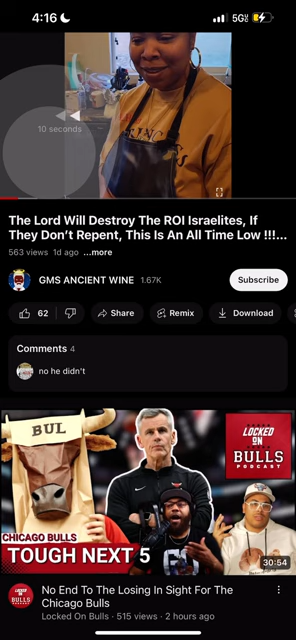 4:16
5G
10 seconds
The Lord Will Destroy The ROI Israelites, If
They Don't Repent, This Is An All Time Low !!!...
563 views 1d ago ...more
GMS ANCIENT WINE 1.67K
Subscribe
62
Share
Remix
Download
Comments 4
no he didn't
BUL
LOCKED
ON
BULLS
PODCAST
CHICAGO BULLS
TOUGH NEXT 5
30:54
No End To The Losing In Sight For The
Chicago Bulls
Locked On Bulls · 515 views · 2 hours ago